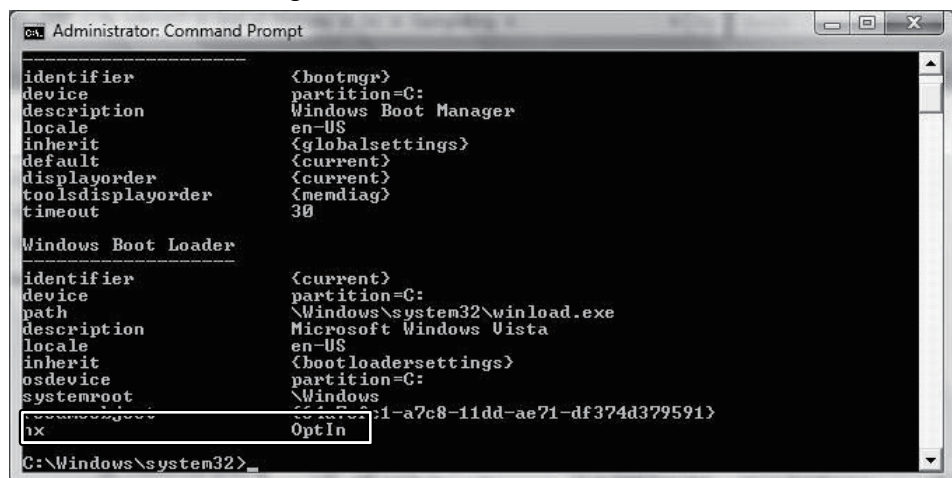 Administrator: Command Prompt
--------------------
identifier {bootmgr}
device partition=C:
description Windows Boot Manager
locale en-US
inherit {globalsettings}
default {current}
displayorder {current}
toolsdisplayorder {memdiag}
timeout 30
Windows Boot Loader
-------------------
identifier {current}
device partition=C:
path \Windows\system32\winload.exe
description Microsoft Windows Vista
locale en-US
inherit {bootloadersettings}
osdevice partition=C:
systemroot \Windows
c1-a7c8-11dd-ae71-df374d379591}
nx OptIn
C:\Windows\system32>_